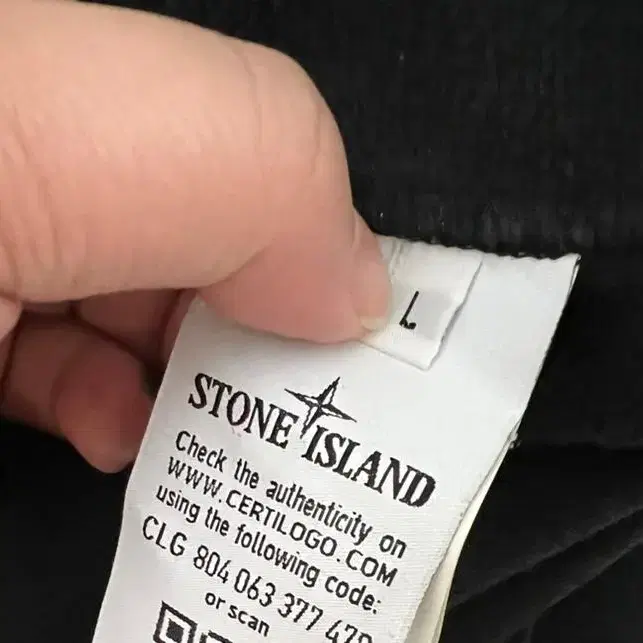 L
STONE ISLAND
Check the authenticity on
WWW.CERTILOGO.COM
using the following code:
CLG 804 063 377 479
or scan